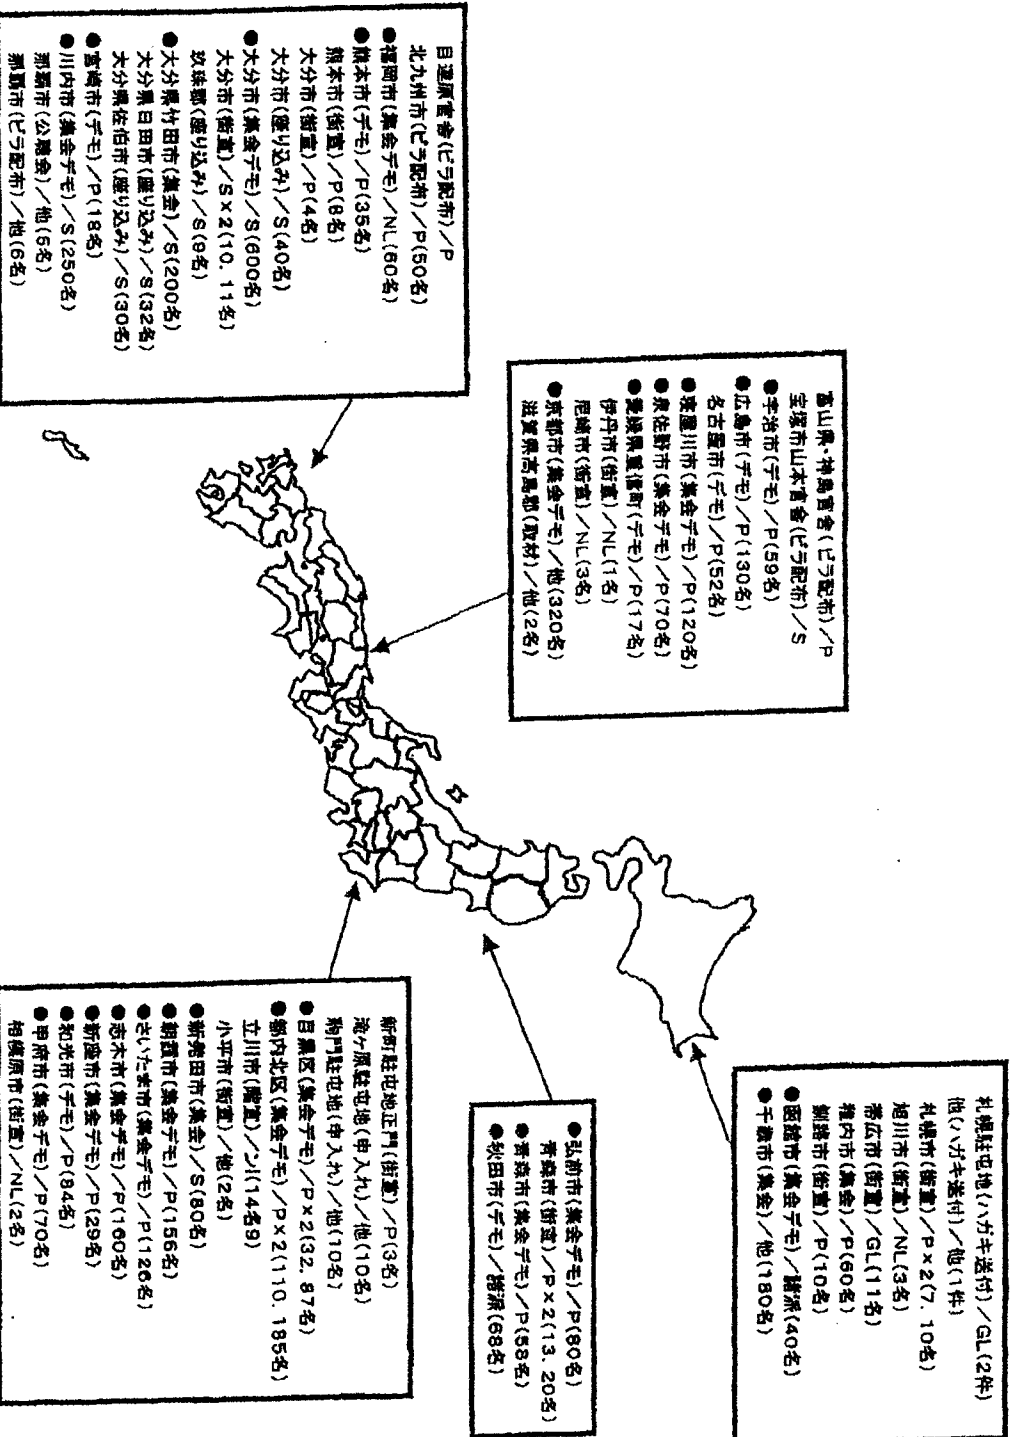 札幌駐屯地(ハガキ送付)/GL(2件)
他(ハガキ送付)/他(1件)
札幌市(街宣)/P×2(7、10名)
旭川市(街宣)/NL(3名)
帯広市(街宣)/GL(11名)
稚内市(集会)/P(60名)
釧路市(街宣)/P(10名)
●函館市(集会デモ)/諸派(40名)
●千歳市(集会)/他(180名)
●弘前市(集会デモ)/P(80名)
青森市(街宣)/P×2(13、20名)
●青森市(集会デモ)/P(58名)
●秋田市(デモ)/諸派(68名)
新町駐屯地正門(街宣)/P(3名)
滝ヶ原駐屯地(申入れ)/他(10名)
駒門駐屯地(申入れ)/他(10名)
●目黒区(集会デモ)/P×2(32、87名)
●都内北区(集会デモ)/P×2(110、185名)
立川市(街宣)/ンJI(14名9)
小平市(街宣)/他(2名)
●新発田市(集会)/S(80名)
●朝霞市(集会デモ)/P(156名)
●さいたま市(集会デモ)/P(126名)
●志木市(集会デモ)/P(160名)
●新座市(集会デモ)/P(29名)
●和光市(デモ)/P(84名)
●甲府市(集会デモ)/P(70名)
相模原市(街宣)/NL(2名)
富山県・神島官舎(ビラ配布)/P
宝塚市山本官舎(ビラ配布)/S
●宇治市(デモ)/P(59名)
●広島市(デモ)/P(130名)
名古屋市(デモ)/P(52名)
●寝屋川市(集会デモ)/P(120名)
●泉佐野市(集会デモ)/P(70名)
●愛媛県重信町(デモ)/P(17名)
伊丹市(街宣)/NL(1名)
尼崎市(街宣)/NL(3名)
●京都市(集会デモ)/他(320名)
滋賀県高島郡(取材)/他(2名)
目達原官舎(ビラ配布)/P
北九州市(ビラ配布)/P(50名)
●福岡市(集会デモ)/NL(60名)
●熊本市(デモ)/P(35名)
熊本市(街宣)/P(8名)
大分市(街宣)/P(4名)
大分市(座り込み)/S(40名)
●大分市(集会デモ)/S(600名)
大分市(街宣)/S×2(10、11名)
玖珠郡(座り込み)/S(9名)
●大分県竹田市(集会)/S(200名)
大分県日田市(座り込み)/S(32名)
大分県佐伯市(座り込み)/S(30名)
●宮崎市(デモ)/P(18名)
●川内市(集会デモ)/S(250名)
那覇市(公聴会)/他(5名)
那覇市(ビラ配布)/他(6名)